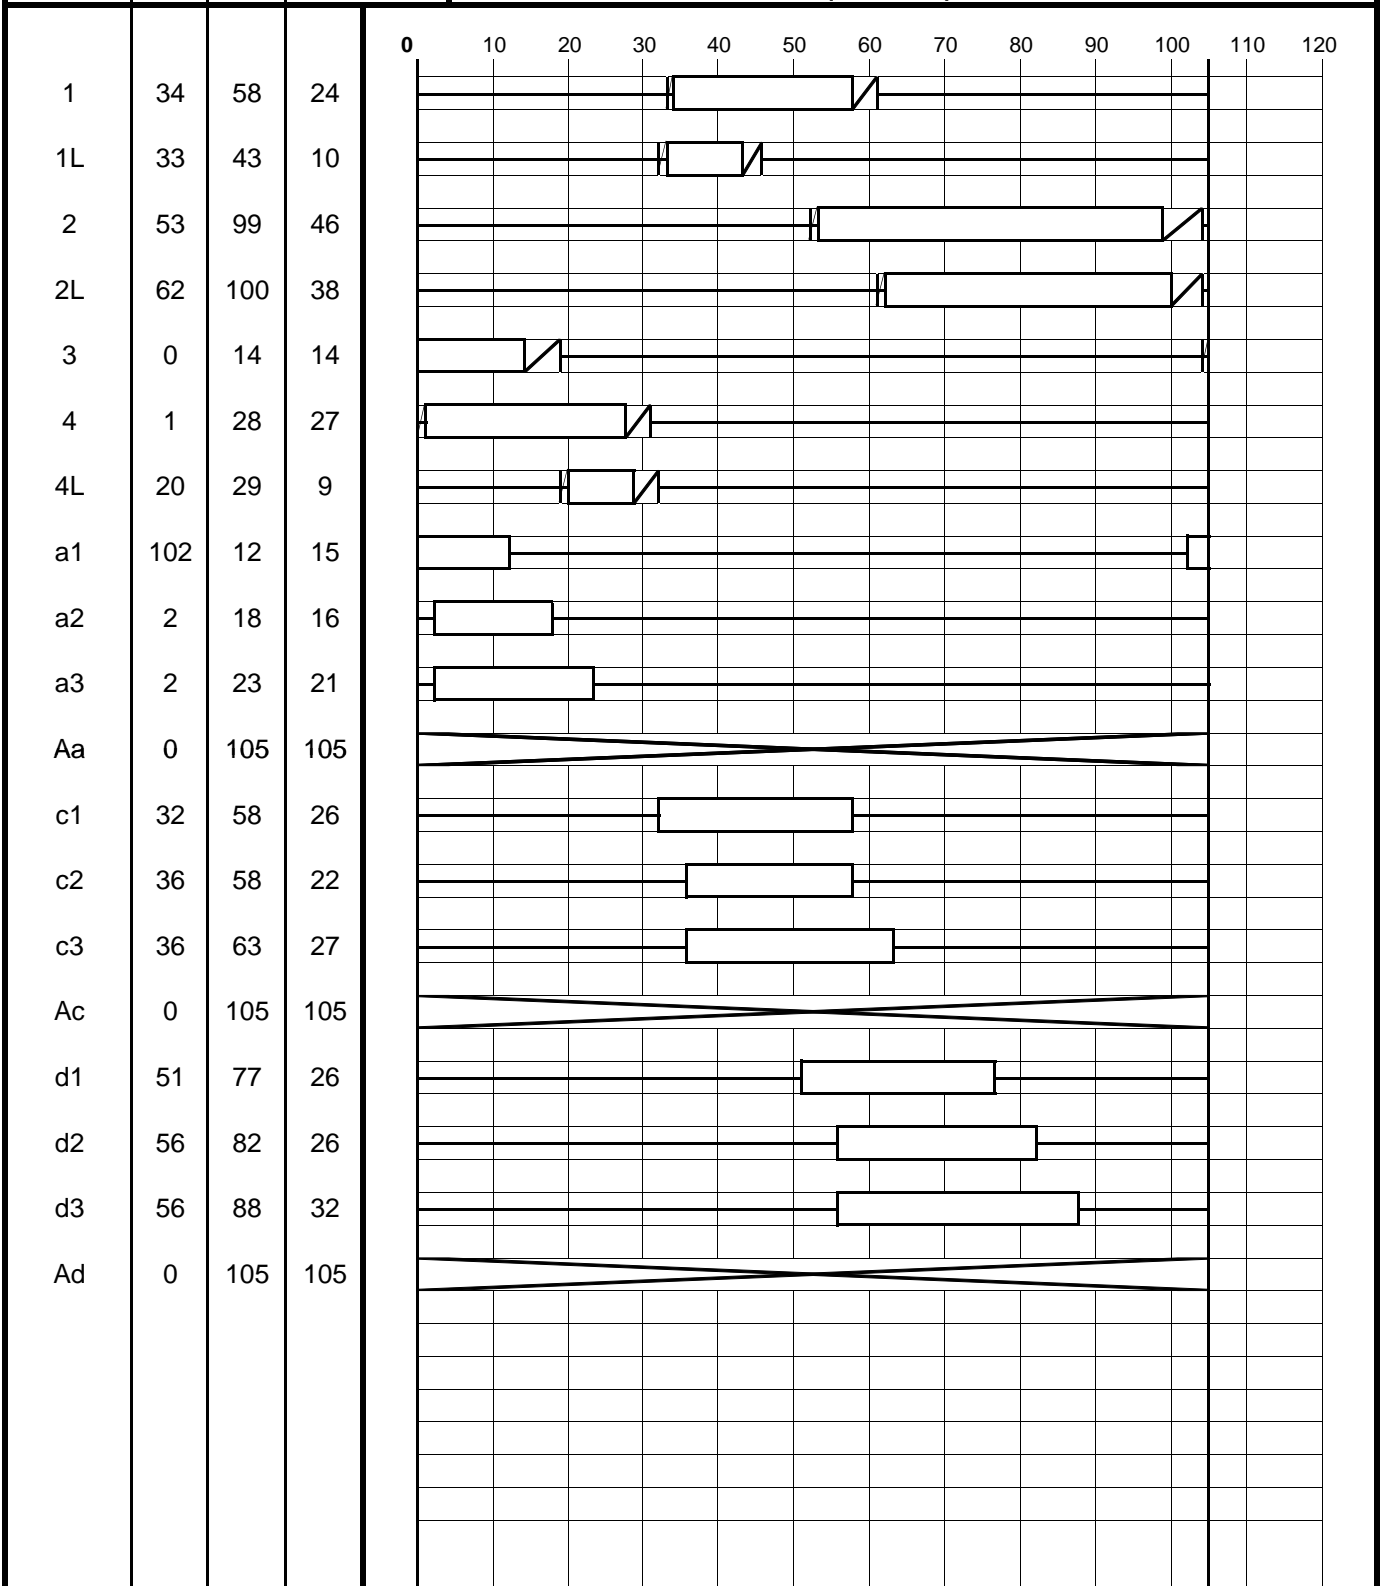 0 10 20 30 40 50 60 70 80 90 100 110 120
1 34 58 24
1L 33 43 10
2 53 99 46
2L 62 100 38
3 0 14 14
4 1 28 27
4L 20 29 9
a1 102 12 15
a2 2 18 16
a3 2 23 21
Aa 0 105 105
c1 32 58 26
c2 36 58 22
c3 36 63 27
Ac 0 105 105
d1 51 77 26
d2 56 82 26
d3 56 88 32
Ad 0 105 105